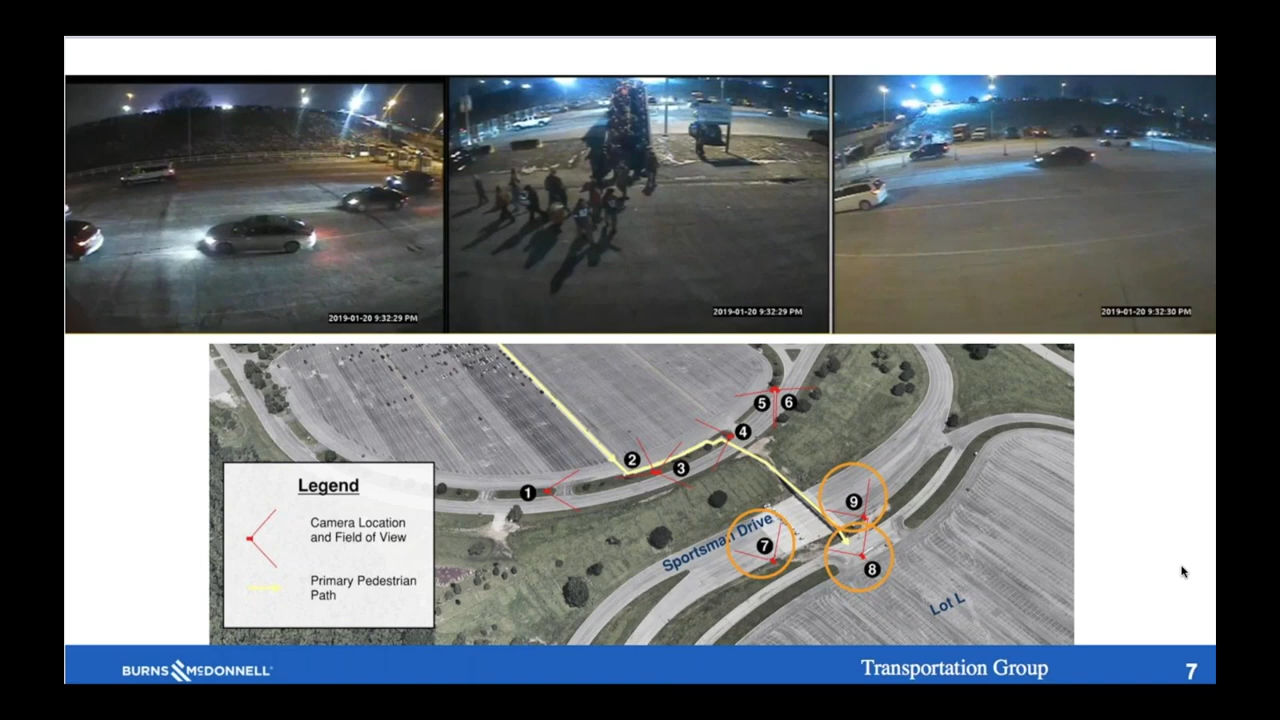 2019-01-20 9:32:29 PM
2019-01-20 9:32:29 PM
2019-01-20 9:32:30 PM
5
6
4
2
3
1
9
7
8
Sportsman Drive
Lot L
Legend
Camera Location
and Field of View
Primary Pedestrian
Path
BURNS McDONNELL
Transportation Group
7